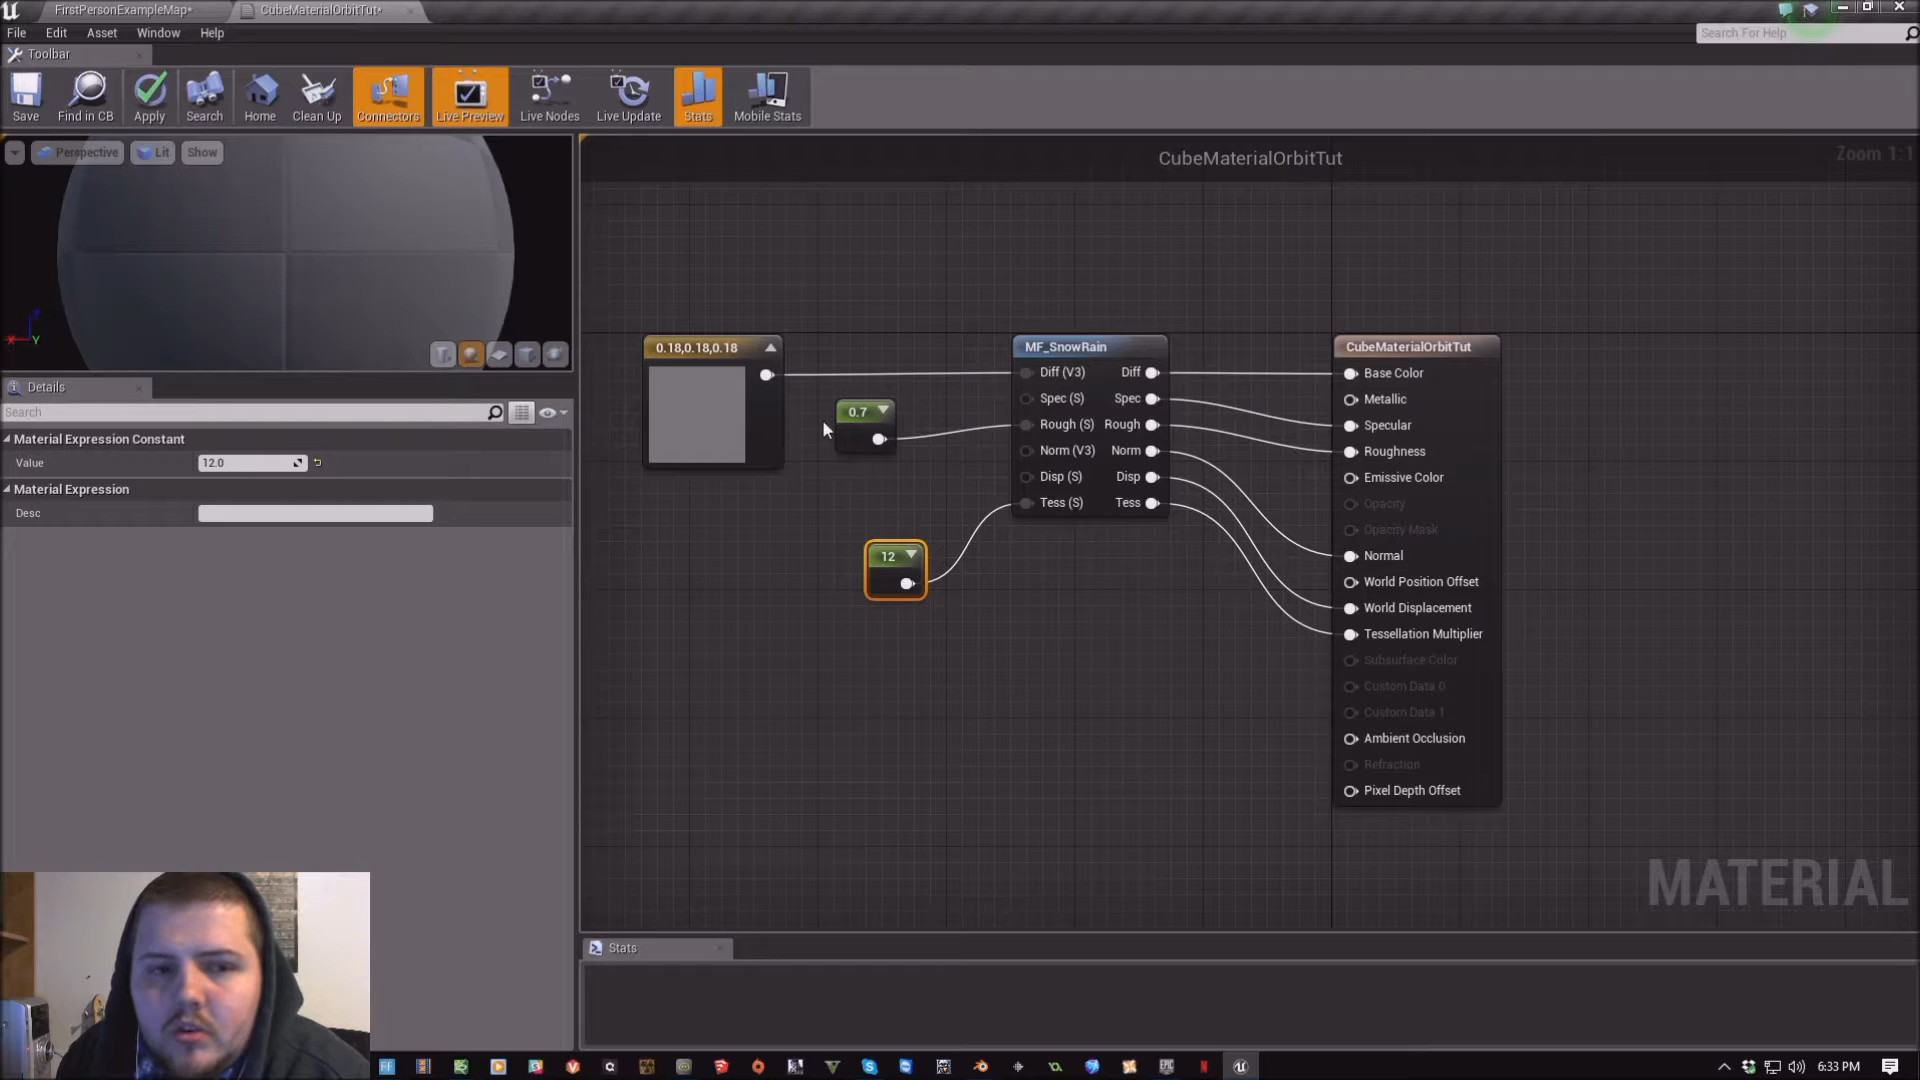 FirstPersonExampleMap*
CubeMaterialOrbitTut*
File Edit Asset Window Help
Search For Help
Toolbar
Save Find in CB Apply Search Home Clean Up Connectors Live Preview Live Nodes Live Update Stats Mobile Stats
Perspective Lit Show
CubeMaterialOrbitTut
Zoom 1:1
Y
Details
Search
Material Expression Constant
Value 12.0
Material Expression
Desc
0.18,0.18,0.18
0.7
12
MF_SnowRain
Diff (V3) Diff
Spec (S) Spec
Rough (S) Rough
Norm (V3) Norm
Disp (S) Disp
Tess (S) Tess
CubeMaterialOrbitTut
Base Color
Metallic
Specular
Roughness
Emissive Color
Opacity
Opacity Mask
Normal
World Position Offset
World Displacement
Tessellation Multiplier
Subsurface Color
Custom Data 0
Custom Data 1
Ambient Occlusion
Refraction
Pixel Depth Offset
MATERIAL
Stats
6:33 PM